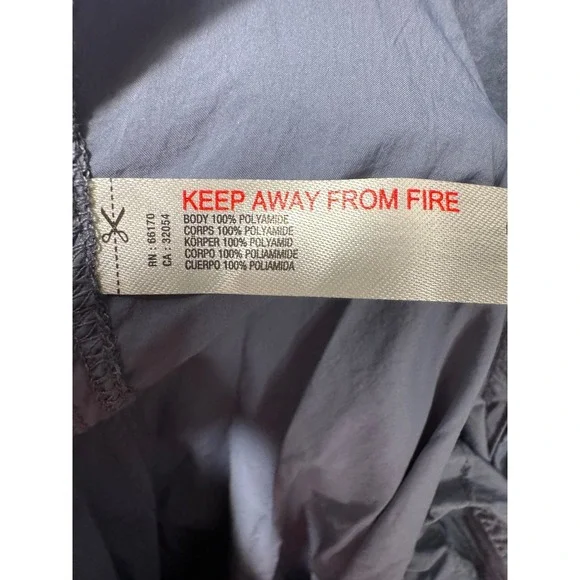 KEEP AWAY FROM FIRE
BODY 100% POLYAMIDE
CORPS 100% POLYAMIDE
KÖRPER 100% POLYAMID
CORPO 100% POLIAMMIDE
CUERPO 100% POLIAMIDA
RN : 66170
CA : 32054